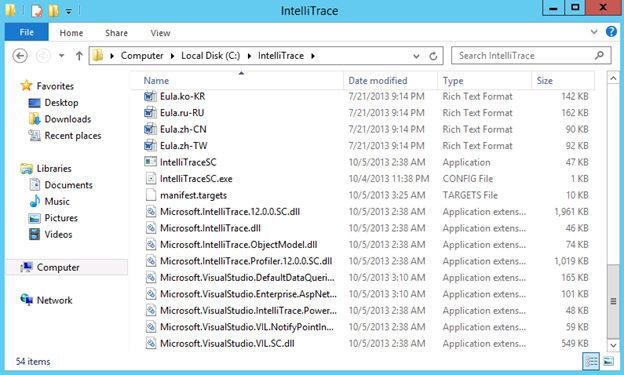 IntelliTrace
File Home Share View
Computer Local Disk (C:) IntelliTrace Search IntelliTrace
Favorites
Desktop
Downloads
Recent places
Libraries
Documents
Music
Pictures
Videos
Computer
Network
Name Date modified Type Size
Eula.ko-KR 7/21/2013 9:14 PM Rich Text Format 142 KB
Eula.ru-RU 7/21/2013 9:14 PM Rich Text Format 162 KB
Eula.zh-CN 7/21/2013 9:14 PM Rich Text Format 90 KB
Eula.zh-TW 7/21/2013 9:14 PM Rich Text Format 92 KB
IntelliTraceSC 10/5/2013 2:38 AM Application 47 KB
IntelliTraceSC.exe 10/4/2013 11:38 PM CONFIG File 1 KB
manifest.targets 10/5/2013 3:25 AM TARGETS File 10 KB
Microsoft.IntelliTrace.12.0.0.SC.dll 10/5/2013 2:38 AM Application extens... 1,961 KB
Microsoft.IntelliTrace.dll 10/5/2013 2:38 AM Application extens... 46 KB
Microsoft.IntelliTrace.ObjectModel.dll 10/5/2013 2:38 AM Application extens... 74 KB
Microsoft.IntelliTrace.Profiler.12.0.0.SC.dll 10/5/2013 2:38 AM Application extens... 1,019 KB
Microsoft.VisualStudio.DefaultDataQueri... 10/5/2013 3:10 AM Application extens... 165 KB
Microsoft.VisualStudio.Enterprise.AspNet... 10/5/2013 3:10 AM Application extens... 101 KB
Microsoft.VisualStudio.IntelliTrace.Power... 10/5/2013 2:38 AM Application extens... 48 KB
Microsoft.VisualStudio.VIL.NotifyPointIn... 10/5/2013 2:38 AM Application extens... 59 KB
Microsoft.VisualStudio.VIL.SC.dll 10/5/2013 2:38 AM Application extens... 549 KB
54 items